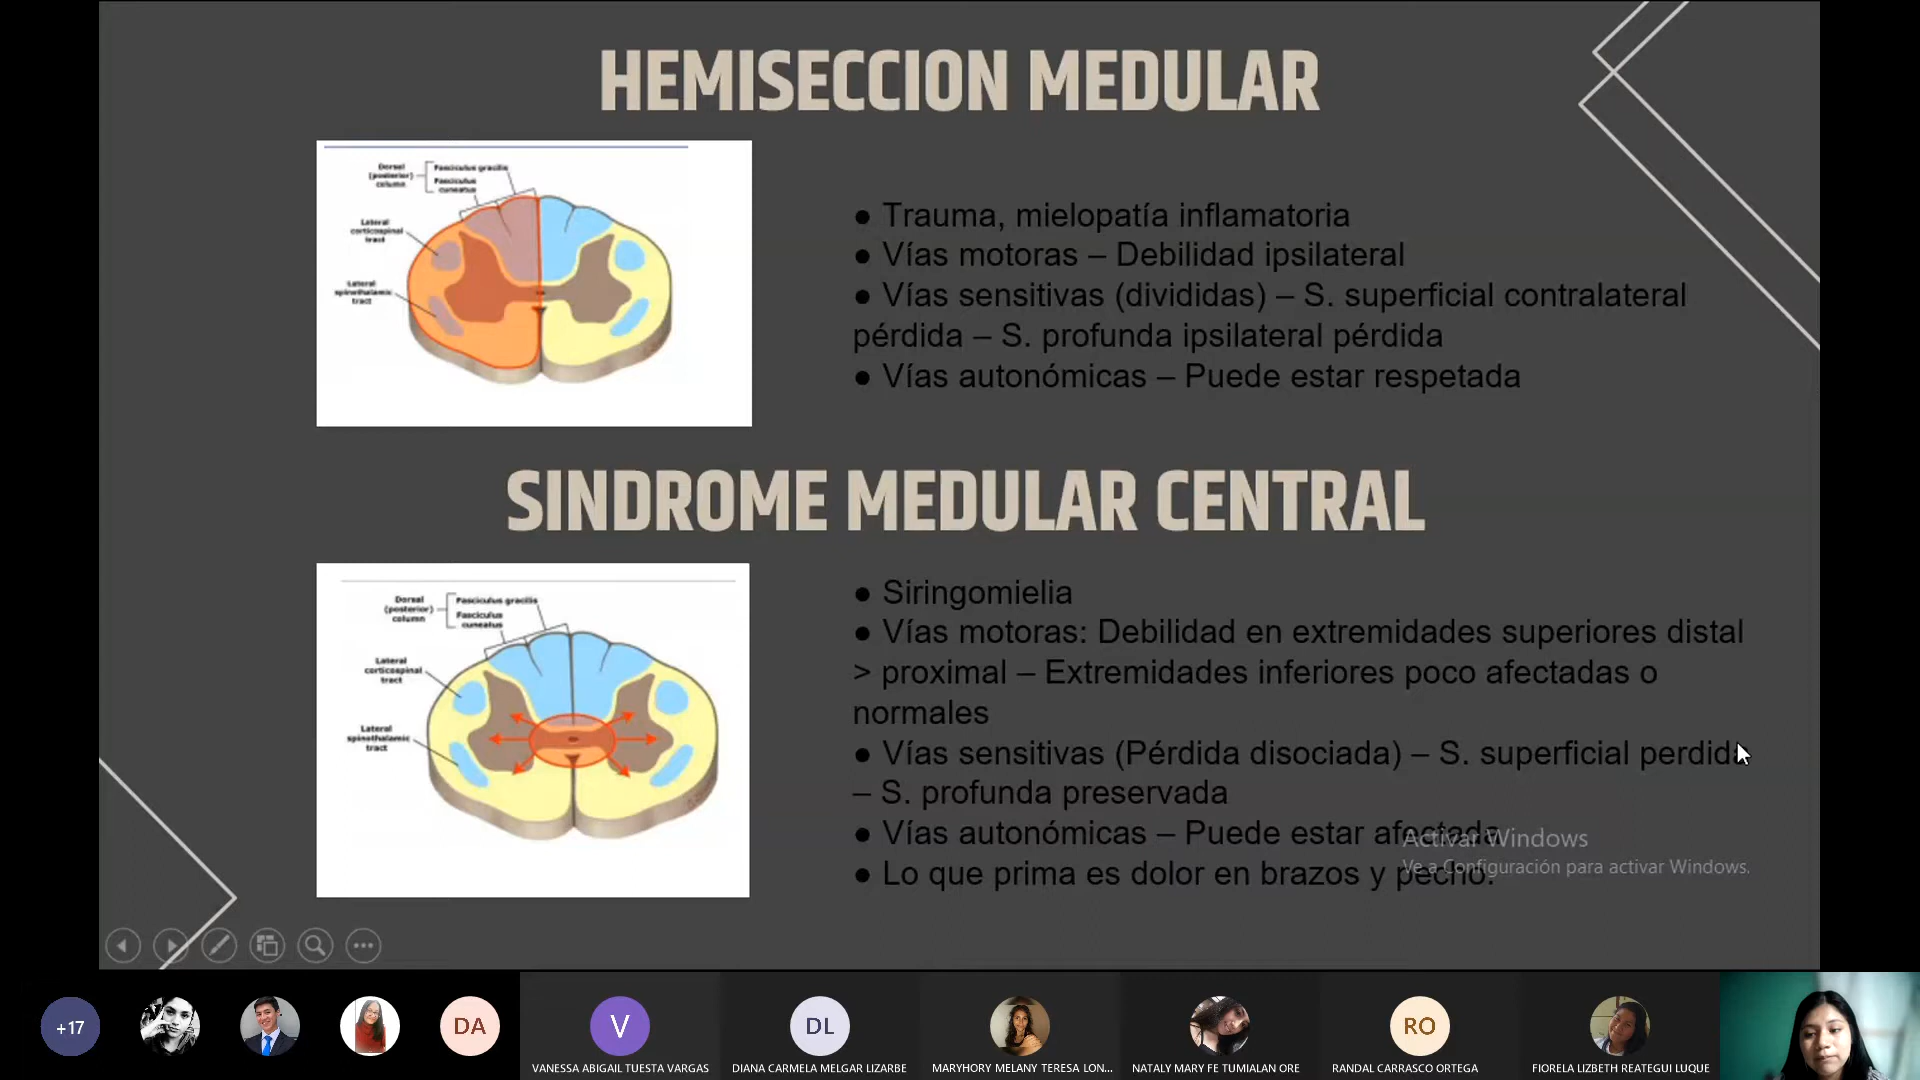 HEMISECCION MEDULAR
Dorsal
(posterior)
column
Fasciculus gracilis
Fasciculus
cuneatus
Lateral
corticospinal
tract
Lateral
spinothalamic
tract
● Trauma, mielopatía inflamatoria
● Vías motoras – Debilidad ipsilateral
● Vías sensitivas (divididas) – S. superficial contralateral
pérdida – S. profunda ipsilateral pérdida
● Vías autonómicas – Puede estar respetada
SINDROME MEDULAR CENTRAL
Dorsal
(posterior)
column
Fasciculus gracilis
Fasciculus
cuneatus
Lateral
corticospinal
tract
Lateral
spinothalamic
tract
● Siringomielia
● Vías motoras: Debilidad en extremidades superiores distal
> proximal – Extremidades inferiores poco afectadas o
normales
● Vías sensitivas (Pérdida disociada) – S. superficial perdida
– S. profunda preservada
● Vías autonómicas – Puede estar afectada
● Lo que prima es dolor en brazos y pecho.
Activar Windows
Ve a Configuración para activar Windows.
+17
DA
V
DL
RO
VANESSA ABIGAIL TUESTA VARGAS
DIANA CARMELA MELGAR LIZARBE
MARYHORY MELANY TERESA LON...
NATALY MARY FE TUMIALAN ORE
RANDAL CARRASCO ORTEGA
FIORELA LIZBETH REATEGUI LUQUE